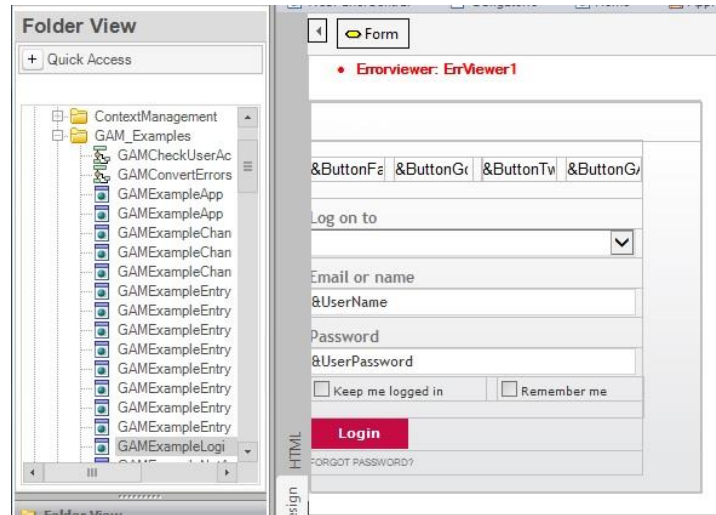 Folder View
+ Quick Access
ContextManagement
GAM_Examples
GAMCheckUserAc
GAMConvertErrors
GAMExampleApp
GAMExampleApp
GAMExampleChan
GAMExampleChan
GAMExampleChan
GAMExampleEntry
GAMExampleEntry
GAMExampleEntry
GAMExampleEntry
GAMExampleEntry
GAMExampleEntry
GAMExampleEntry
GAMExampleLogi
Folder View
Form
• Errorviewer: ErrViewer1
&ButtonFa &ButtonGo &ButtonTw &ButtonGA
Log on to
Email or name
&UserName
Password
&UserPassword
Keep me logged in Remember me
Login
FORGOT PASSWORD?
HTML